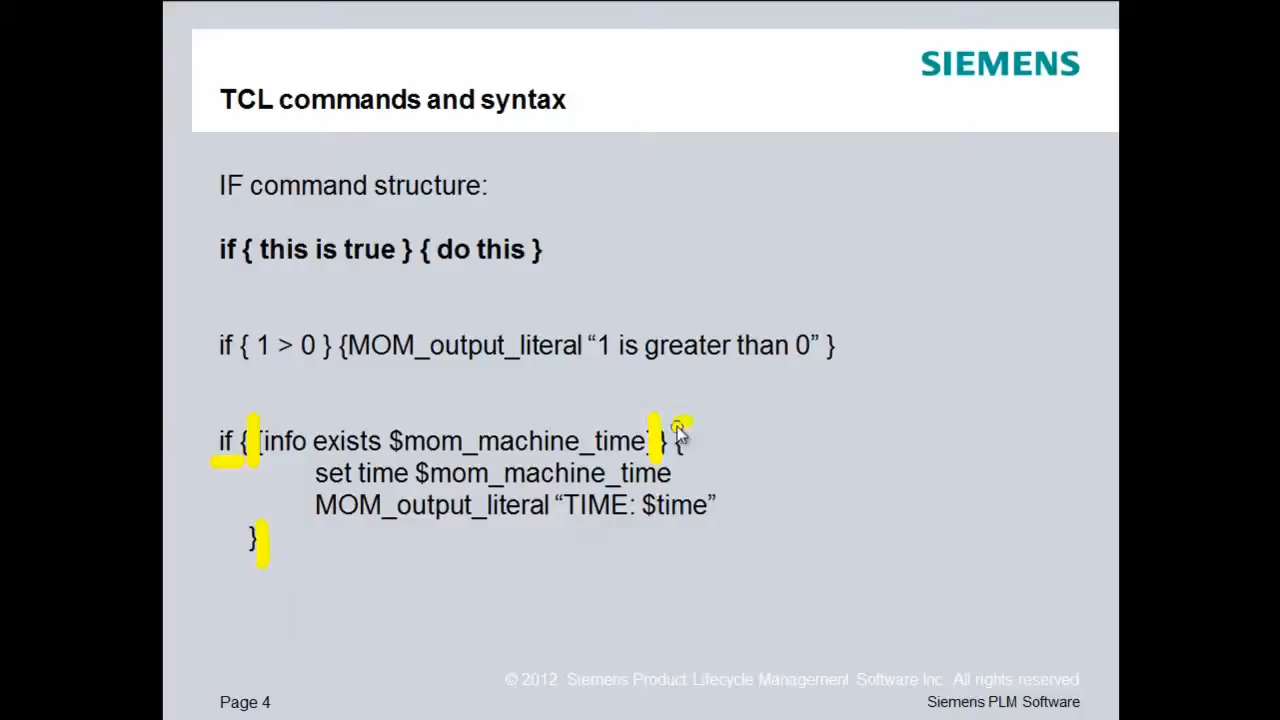 SIEMENS
TCL commands and syntax
IF command structure:
if { this is true } { do this }
if { 1 > 0 } {MOM_output_literal “1 is greater than 0” }
if { [info exists $mom_machine_time] } {
set time $mom_machine_time
MOM_output_literal “TIME: $time”
}
© 2012 Siemens Product Lifecycle Management Software Inc. All rights reserved
Page 4
Siemens PLM Software